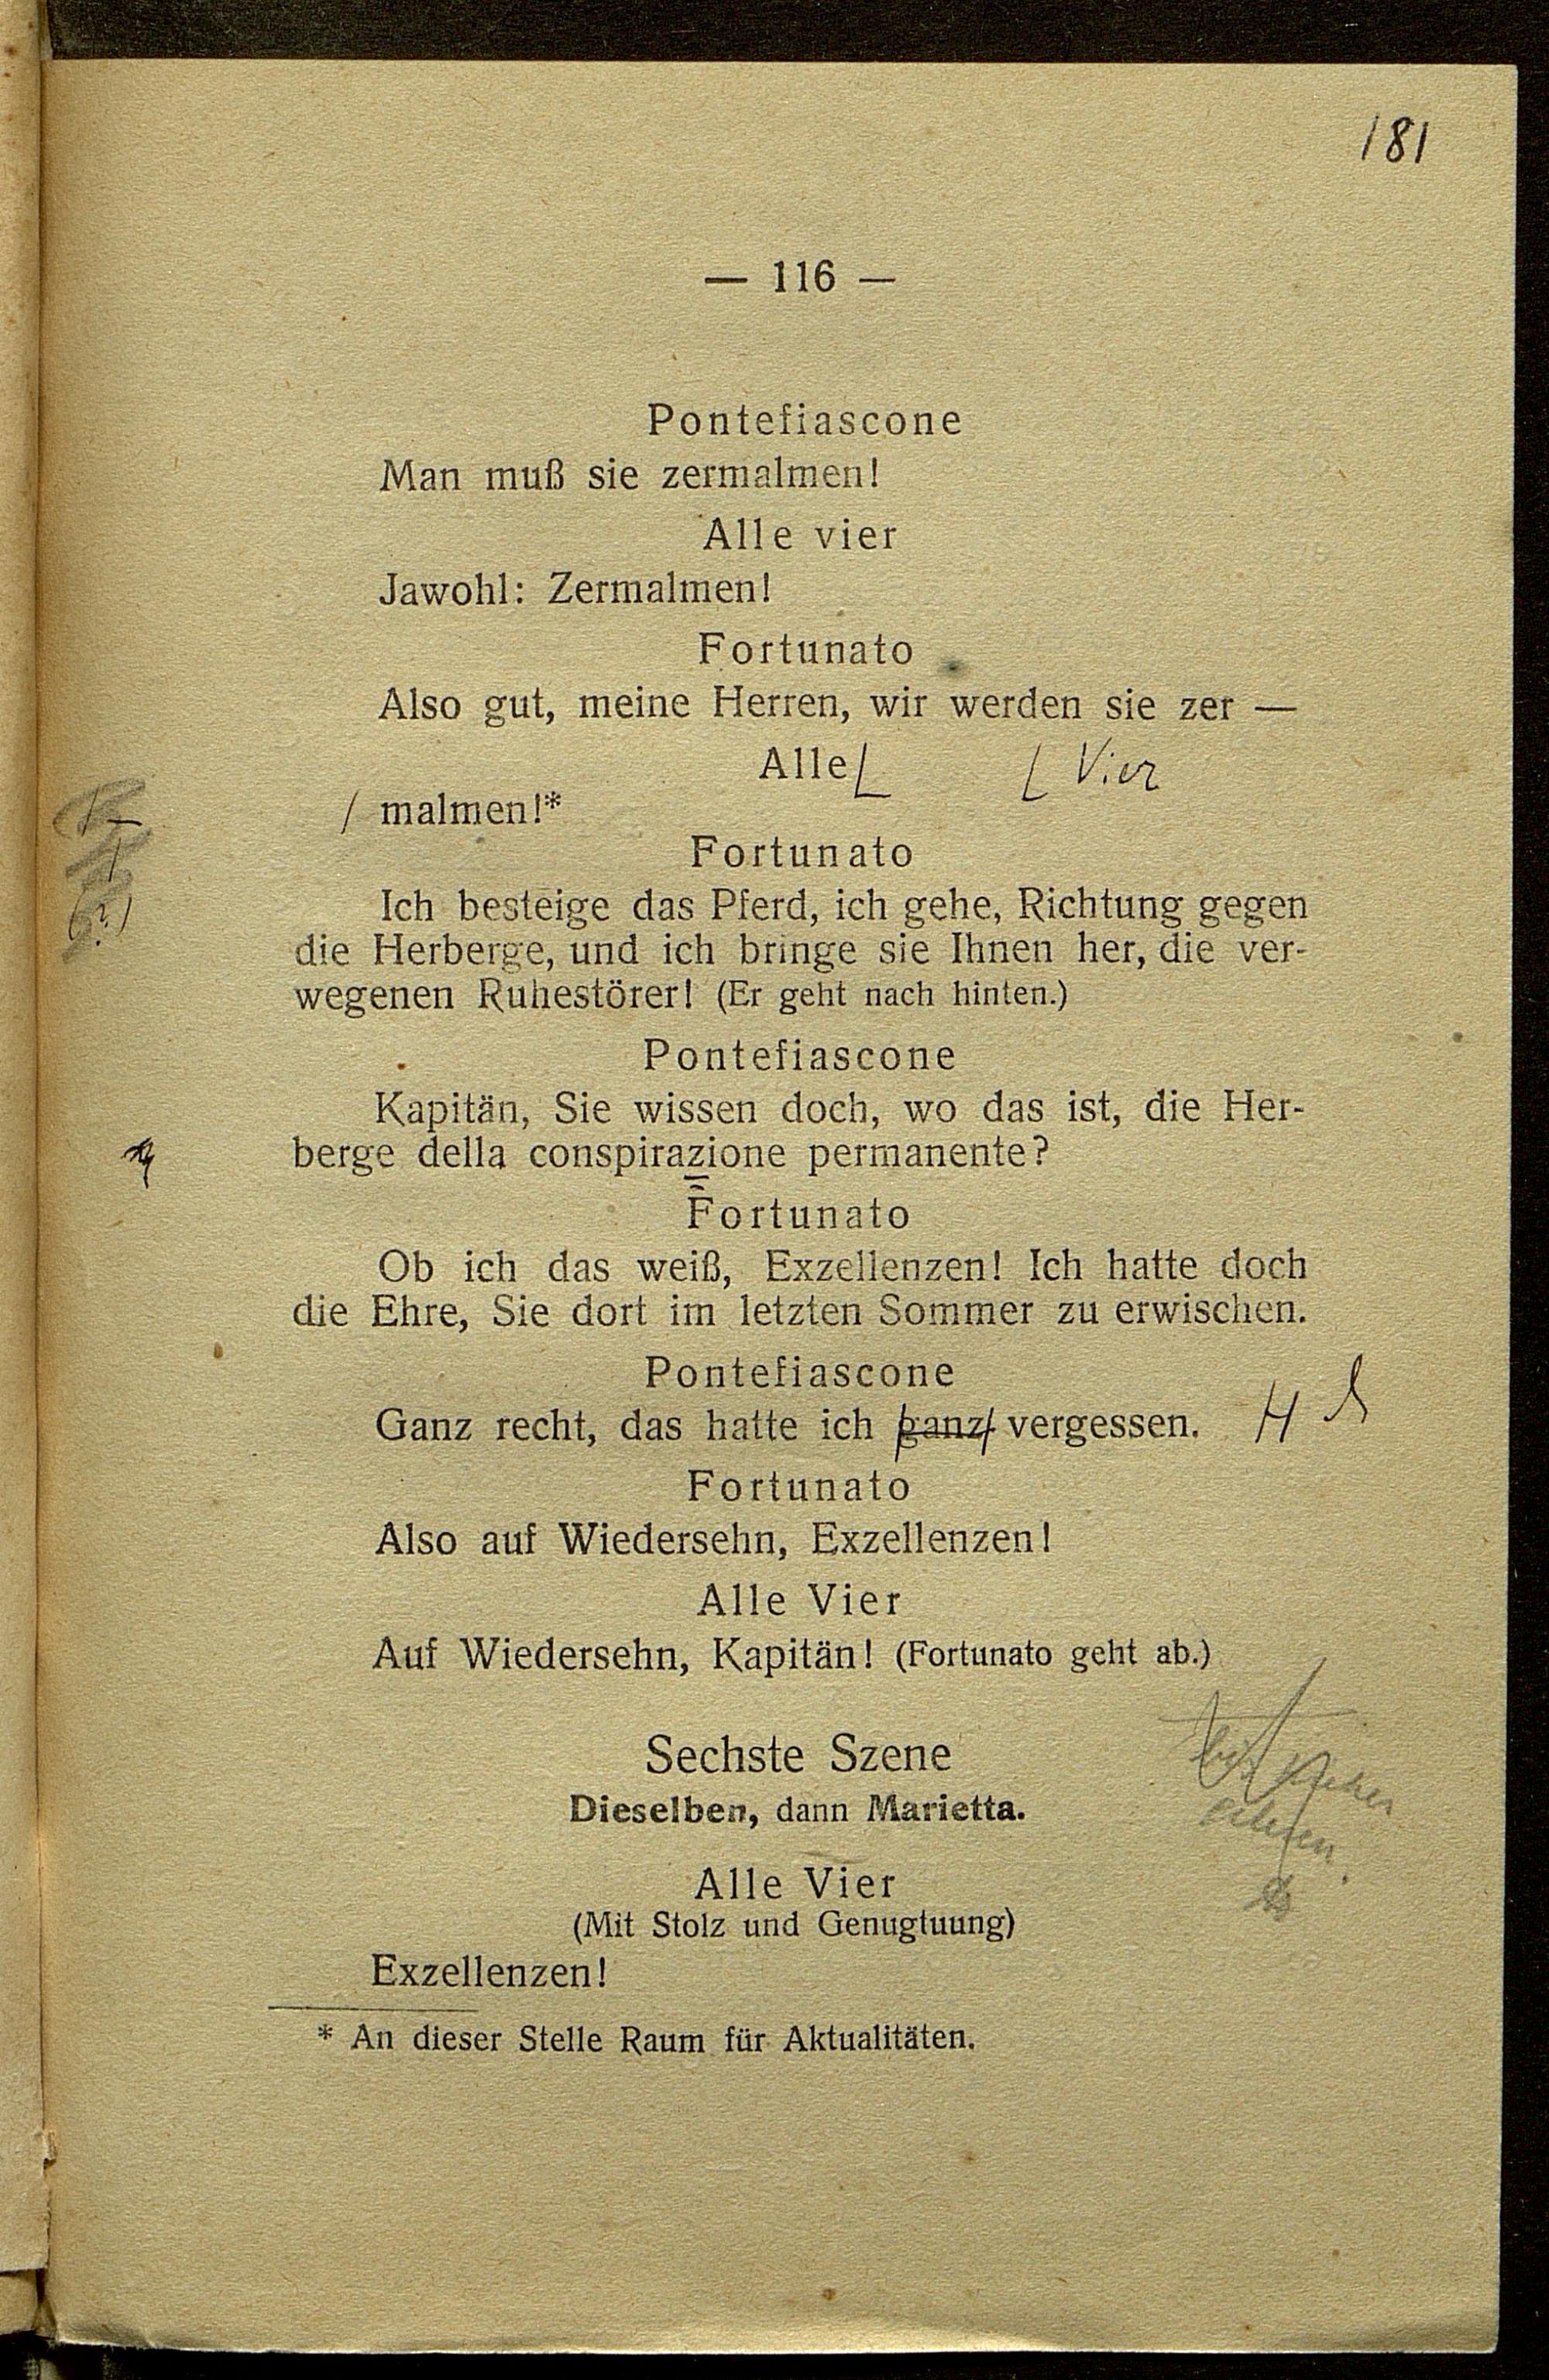 181
— 116 —
Pontefiascone
Man muß sie zermalmen!
Alle vier
Jawohl: Zermalmen!
Fortunato
Also gut, meine Herren, wir werden sie zer —
Alle Vier
malmen!*
Fortunato
Ich besteige das Pferd, ich gehe, Richtung gegen
die Herberge, und ich bringe sie Ihnen her, die ver-
wegenen Ruhestörer! (Er geht nach hinten.)
Pontefiascone
Kapitän, Sie wissen doch, wo das ist, die Her-
berge della conspirazione permanente?
Fortunato
Ob ich das weiß, Exzellenzen! Ich hatte doch
die Ehre, Sie dort im letzten Sommer zu erwischen.
Pontefiascone
Ganz recht, das hatte ich ganz vergessen.
Fortunato
Also auf Wiedersehn, Exzellenzen!
Alle Vier
Auf Wiedersehn, Kapitän! (Fortunato geht ab.)
Sechste Szene
Dieselben, dann Marietta.
Alle Vier
(Mit Stolz und Genugtuung)
Exzellenzen!
* An dieser Stelle Raum für Aktualitäten.